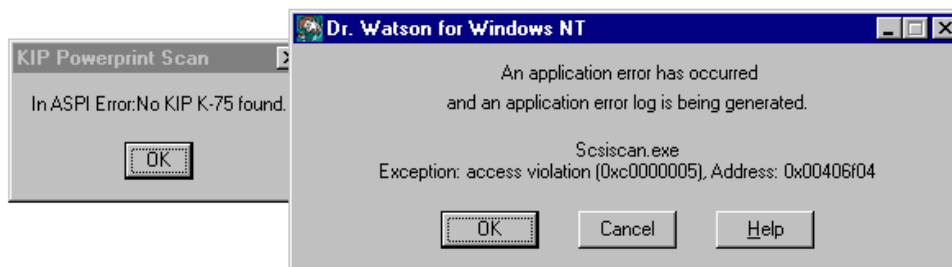 KIP Powerprint Scan
In ASPI Error:No KIP K-75 found.
OK
Dr. Watson for Windows NT
An application error has occurred
and an application error log is being generated.
Scsiscan.exe
Exception: access violation (0xc0000005), Address: 0x00406f04
OK Cancel Help